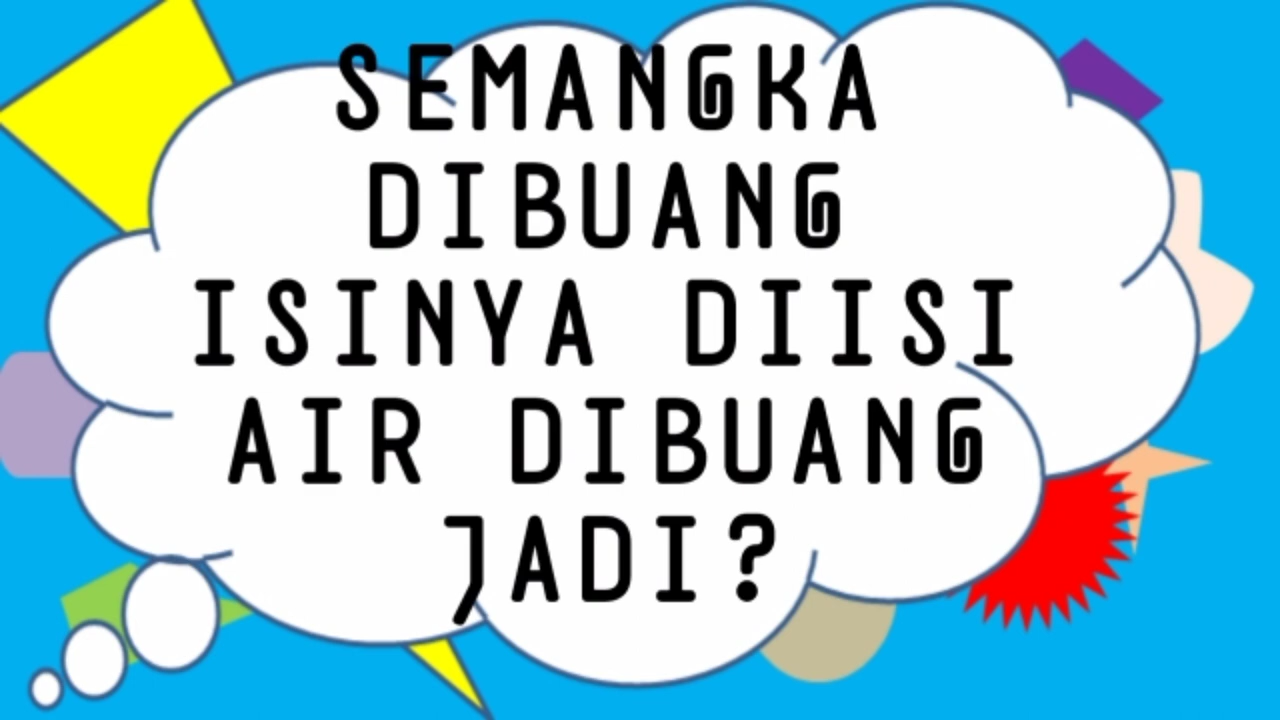 SEMANGKA
DIBUANG
ISINYA DIISI
AIR DIBUANG
JADI?